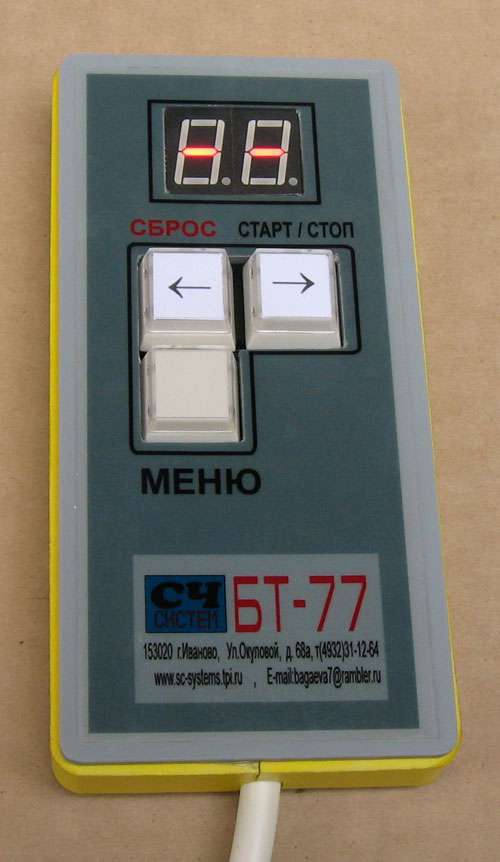 --
СБРОС СТАРТ / СТОП
← →
МЕНЮ
СЧ
СИСТЕМ
БТ-77
153020 г.Иваново, Ул.Окуловой, д. 68а, т(4932)31-12-64
www.sc-systems.tpi.ru , E-mail:bagaeva7@rambler.ru